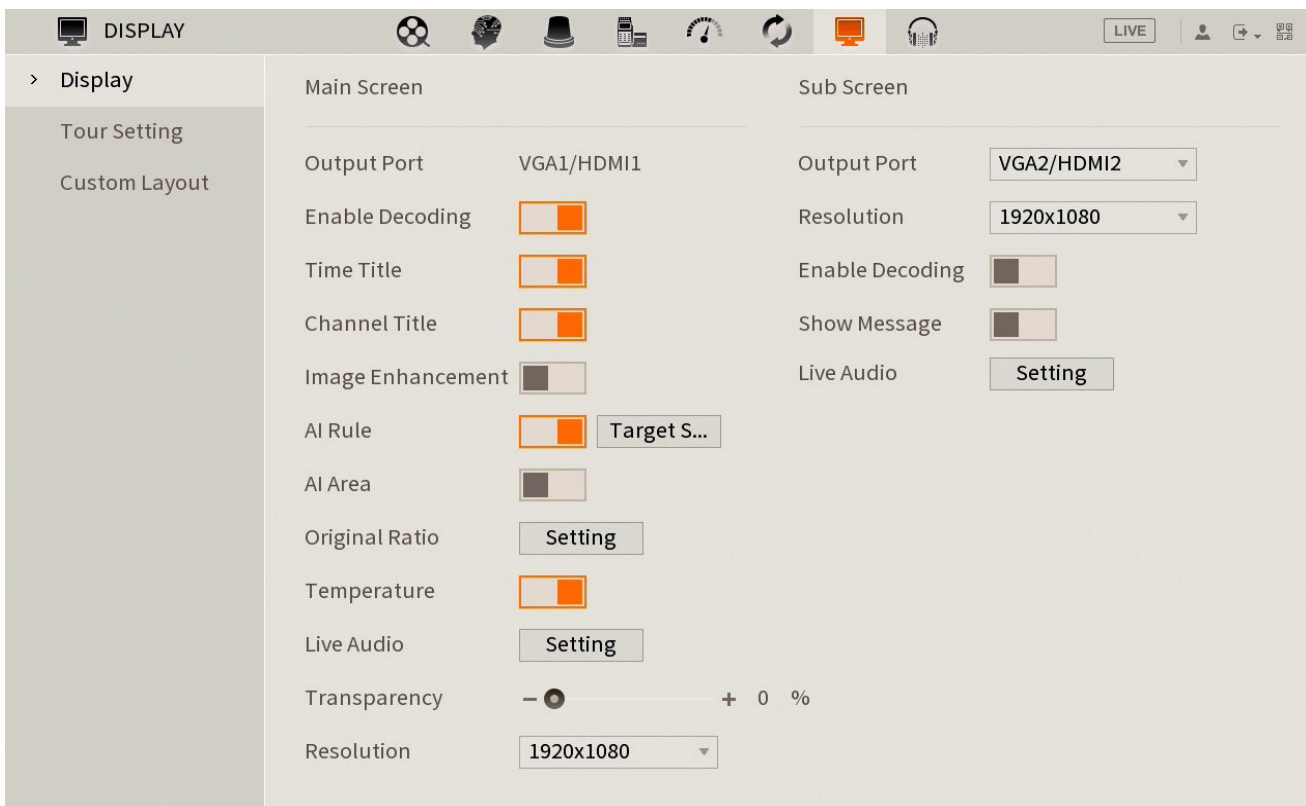 DISPLAY
LIVE
Display
Tour Setting
Custom Layout
Main Screen
Output Port VGA1/HDMI1
Enable Decoding
Time Title
Channel Title
Image Enhancement
AI Rule Target S...
AI Area
Original Ratio Setting
Temperature
Live Audio Setting
Transparency - + 0 %
Resolution 1920x1080
Sub Screen
Output Port VGA2/HDMI2
Resolution 1920x1080
Enable Decoding
Show Message
Live Audio Setting